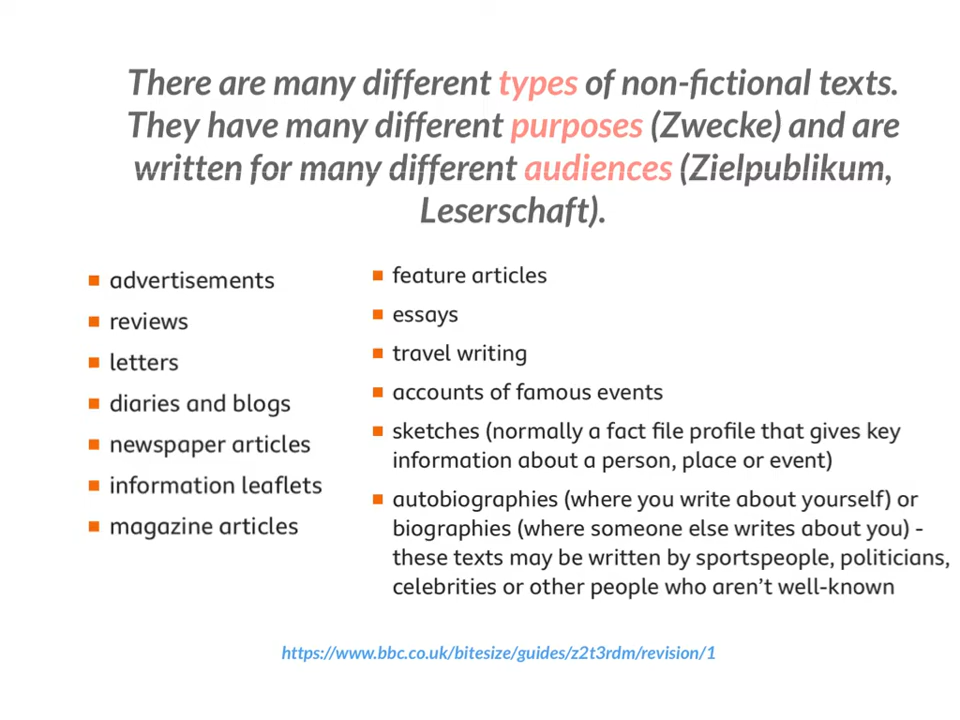 There are many different types of non-fictional texts.
They have many different purposes (Zwecke) and are
written for many different audiences (Zielpublikum,
Leserschaft).
advertisements
reviews
letters
diaries and blogs
newspaper articles
information leaflets
magazine articles
feature articles
essays
travel writing
accounts of famous events
sketches (normally a fact file profile that gives key
information about a person, place or event)
autobiographies (where you write about yourself) or
biographies (where someone else writes about you) -
these texts may be written by sportspeople, politicians,
celebrities or other people who aren't well-known
https://www.bbc.co.uk/bitesize/guides/z2t3rdm/revision/1